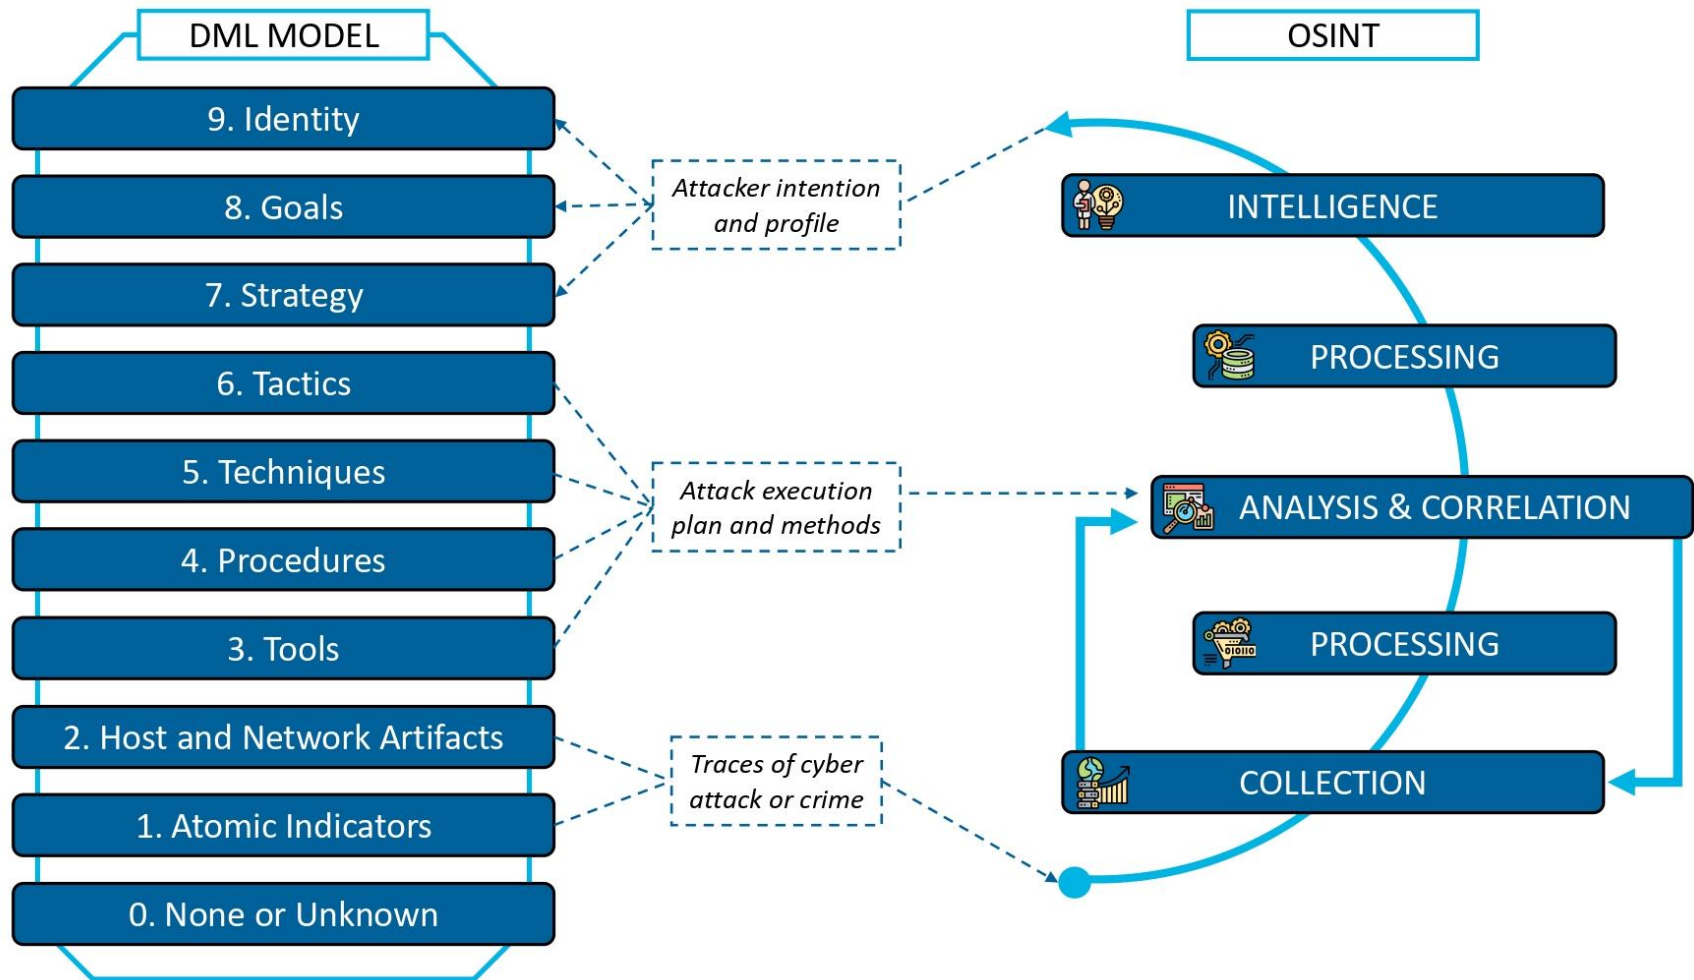 DML MODEL
9. Identity
8. Goals
7. Strategy
6. Tactics
5. Techniques
4. Procedures
3. Tools
2. Host and Network Artifacts
1. Atomic Indicators
0. None or Unknown
Attacker intention
and profile
Attack execution
plan and methods
Traces of cyber
attack or crime
OSINT
INTELLIGENCE
PROCESSING
ANALYSIS & CORRELATION
PROCESSING
010110
COLLECTION